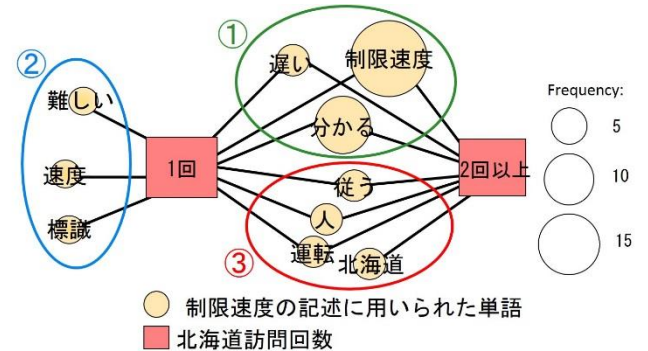 ①
②
遅い
制限速度
難しい
分かる
Frequency:
5
速度
1回
従う
2回以上
10
標識
人
運転
北海道
15
③
制限速度の記述に用いられた単語
北海道訪問回数